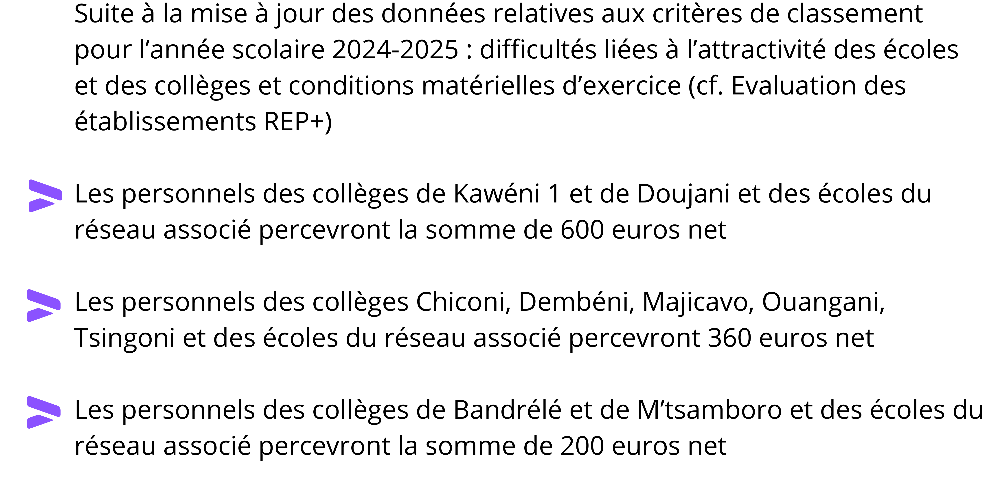 Suite à la mise à jour des données relatives aux critères de classement
pour l’année scolaire 2024-2025 : difficultés liées à l’attractivité des écoles
et des collèges et conditions matérielles d’exercice (cf. Evaluation des
établissements REP+)
Les personnels des collèges de Kawéni 1 et de Doujani et des écoles du
réseau associé percevront la somme de 600 euros net
Les personnels des collèges Chiconi, Dembéni, Majicavo, Ouangani,
Tsingoni et des écoles du réseau associé percevront 360 euros net
Les personnels des collèges de Bandrélé et de M’tsamboro et des écoles du
réseau associé percevront la somme de 200 euros net